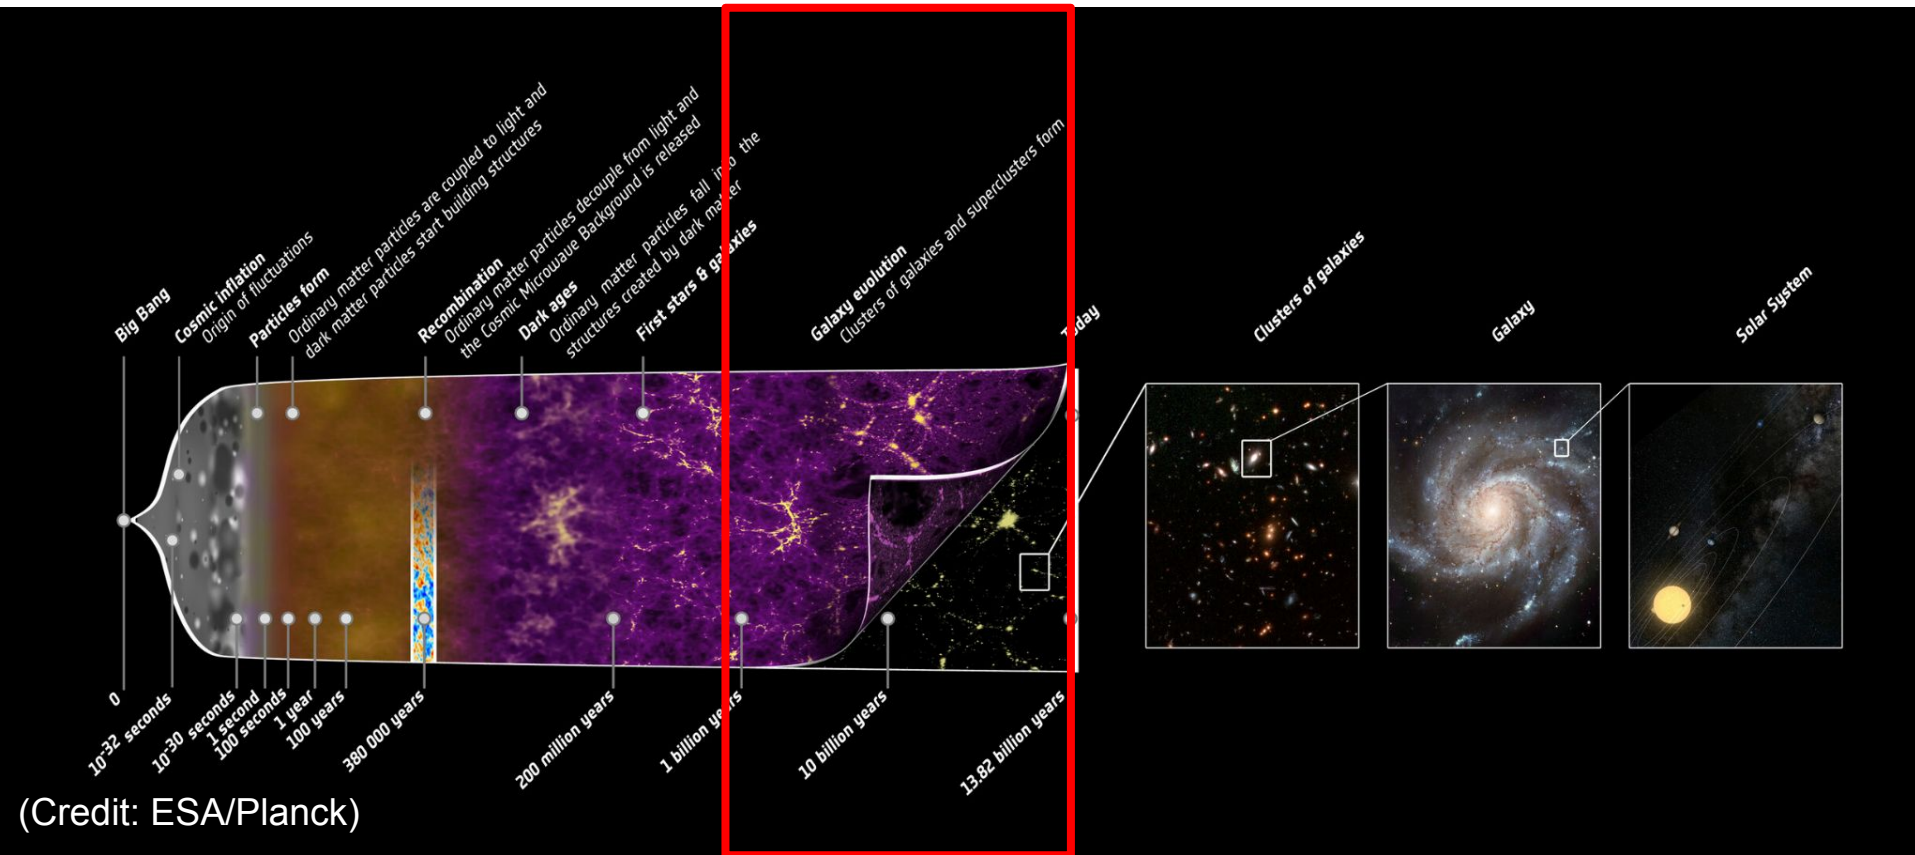 Big Bang
Cosmic inflation
Origin of fluctuations
Particles form
Ordinary matter particles are coupled to light and
dark matter particles start building structures
Recombination
Ordinary matter particles decouple from light and
the Cosmic Microwave Background is released
Dark ages
Ordinary matter particles fall into the
structures created by dark matter
First stars & galaxies
Galaxy evolution
Clusters of galaxies and superclusters form
Today
Clusters of galaxies
Galaxy
Solar System
0
10-32 seconds
10-30 seconds
1 second
100 seconds
1 year
100 years
380 000 years
200 million years
1 billion years
10 billion years
13.82 billion years
(Credit: ESA/Planck)